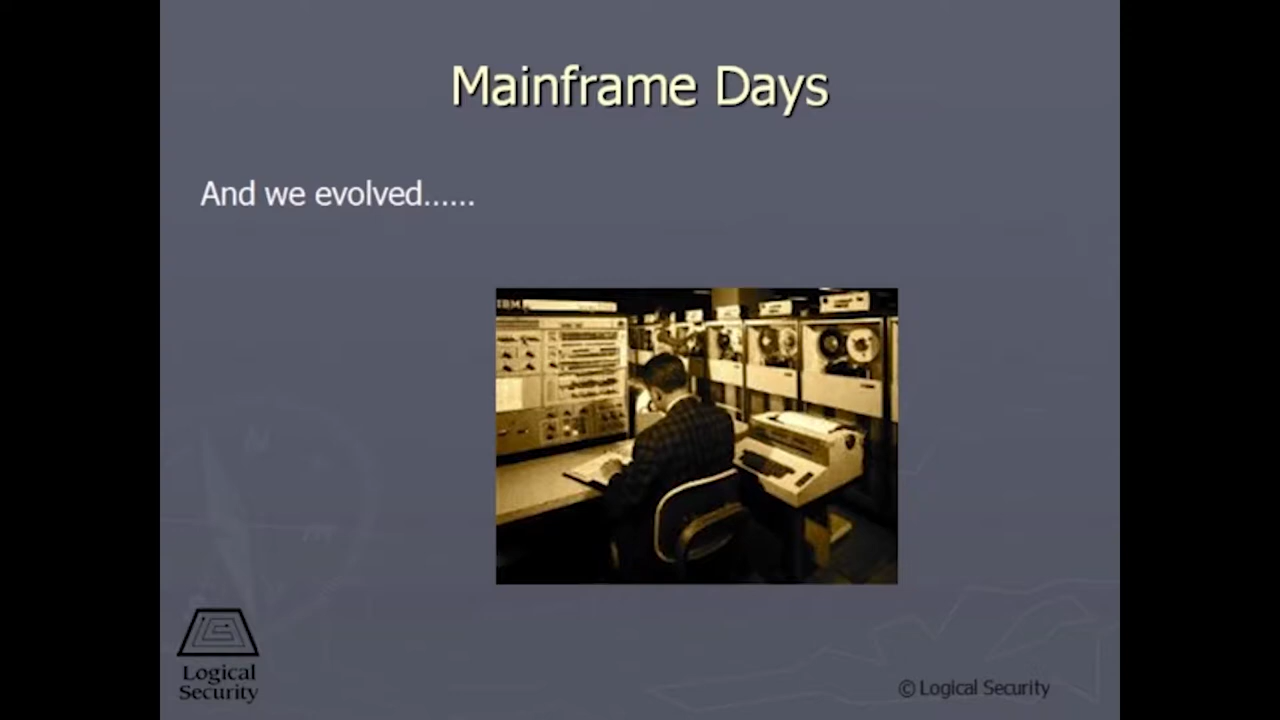 Mainframe Days
And we evolved......
IBM
Logical
Security
© Logical Security